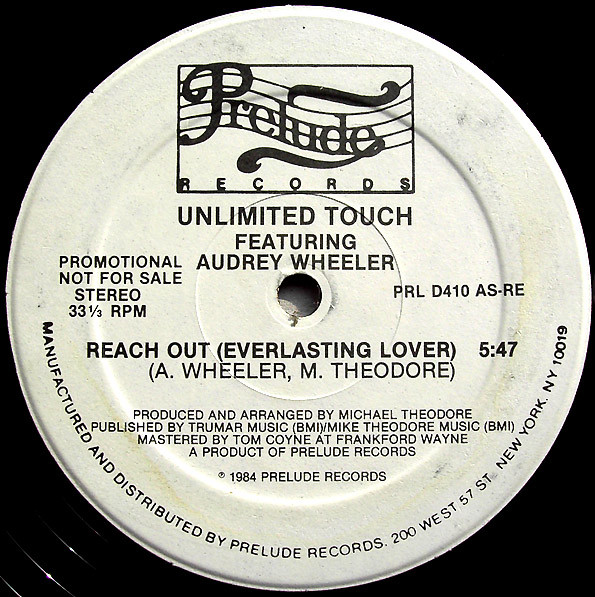 Prelude
RECORDS
UNLIMITED TOUCH
FEATURING
AUDREY WHEELER
PROMOTIONAL
NOT FOR SALE
STEREO
33⅓ RPM
PRL D410 AS-RE
REACH OUT (EVERLASTING LOVER) 5:47
(A. WHEELER, M. THEODORE)
PRODUCED AND ARRANGED BY MICHAEL THEODORE
PUBLISHED BY TRUMAR MUSIC (BMI)/MIKE THEODORE MUSIC (BMI)
MASTERED BY TOM COYNE AT FRANKFORD WAYNE
A PRODUCT OF PRELUDE RECORDS
℗ 1984 PRELUDE RECORDS
MANUFACTURED AND DISTRIBUTED BY PRELUDE RECORDS. 200 WEST 57 ST. NEW YORK. NY 10019